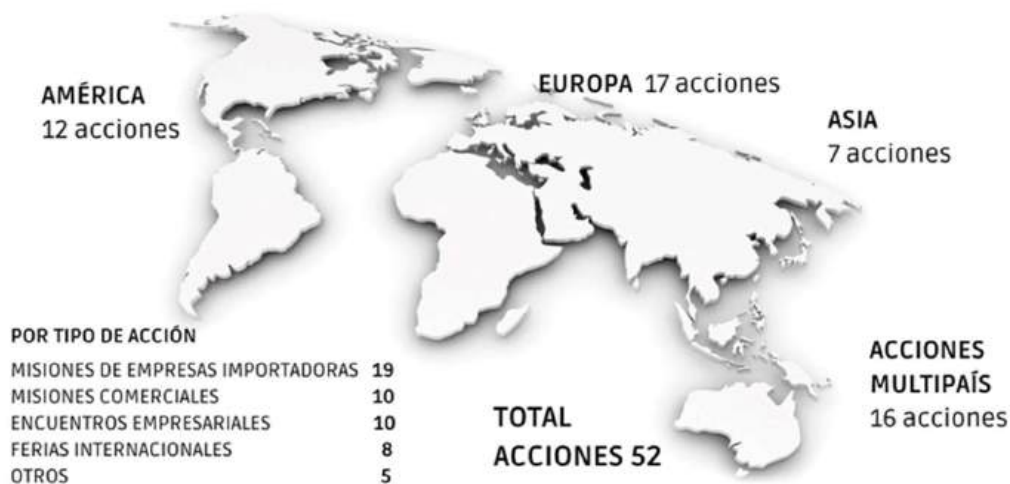 AMÉRICA
12 acciones
EUROPA 17 acciones
ASIA
7 acciones
POR TIPO DE ACCIÓN
MISIONES DE EMPRESAS IMPORTADORAS 19
MISIONES COMERCIALES 10
ENCUENTROS EMPRESARIALES 10
FERIAS INTERNACIONALES 8
OTROS 5
TOTAL
ACCIONES 52
ACCIONES
MULTIPAÍS
16 acciones